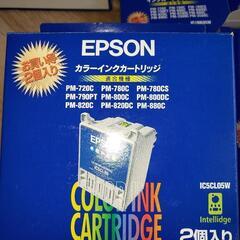 お買い得
2個入り
EPSON
カラーインクカートリッジ
適合機種
PM-720C PM-780C PM-780CS
PM-790PT PM-800C PM-800DC
PM-820C PM-820DC PM-880C
IC5CL05W
Intellidge
COLOR INK
CARTRIDGE
2個入り